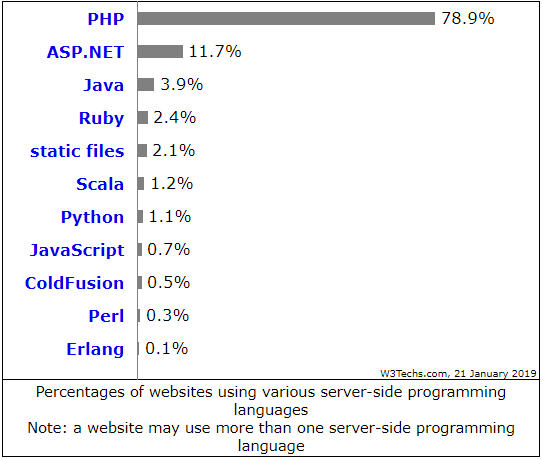 PHP 78.9%
ASP.NET 11.7%
Java 3.9%
Ruby 2.4%
static files 2.1%
Scala 1.2%
Python 1.1%
JavaScript 0.7%
ColdFusion 0.5%
Perl 0.3%
Erlang 0.1%
W3Techs.com, 21 January 2019
Percentages of websites using various server-side programming
languages
Note: a website may use more than one server-side programming
language